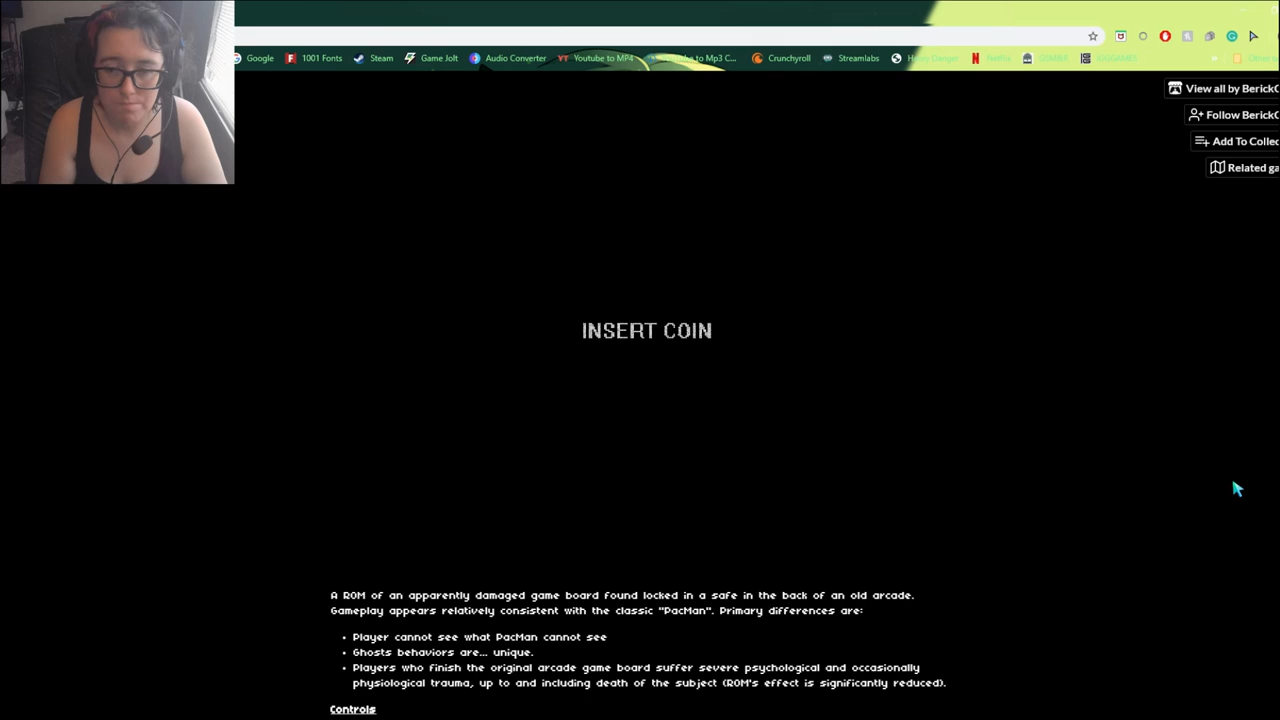 Google 1001 Fonts Steam Game Jolt Audio Converter Youtube to MP4 to Mp3 C... Crunchyroll Streamlabs Danger Netflix
View all by BerickC
Follow BerickC
Add To Collec
Related ga
INSERT COIN
A ROM of an apparently damaged game board found locked in a safe in the back of an old arcade.
Gameplay appears relatively consistent with the classic "PacMan". Primary differences are:
• Player cannot see what PacMan cannot see
• Ghosts behaviors are... unique.
• Players who finish the original arcade game board suffer severe psychological and occasionally
physiological trauma, up to and including death of the subject (ROM's effect is significantly reduced).
Controls